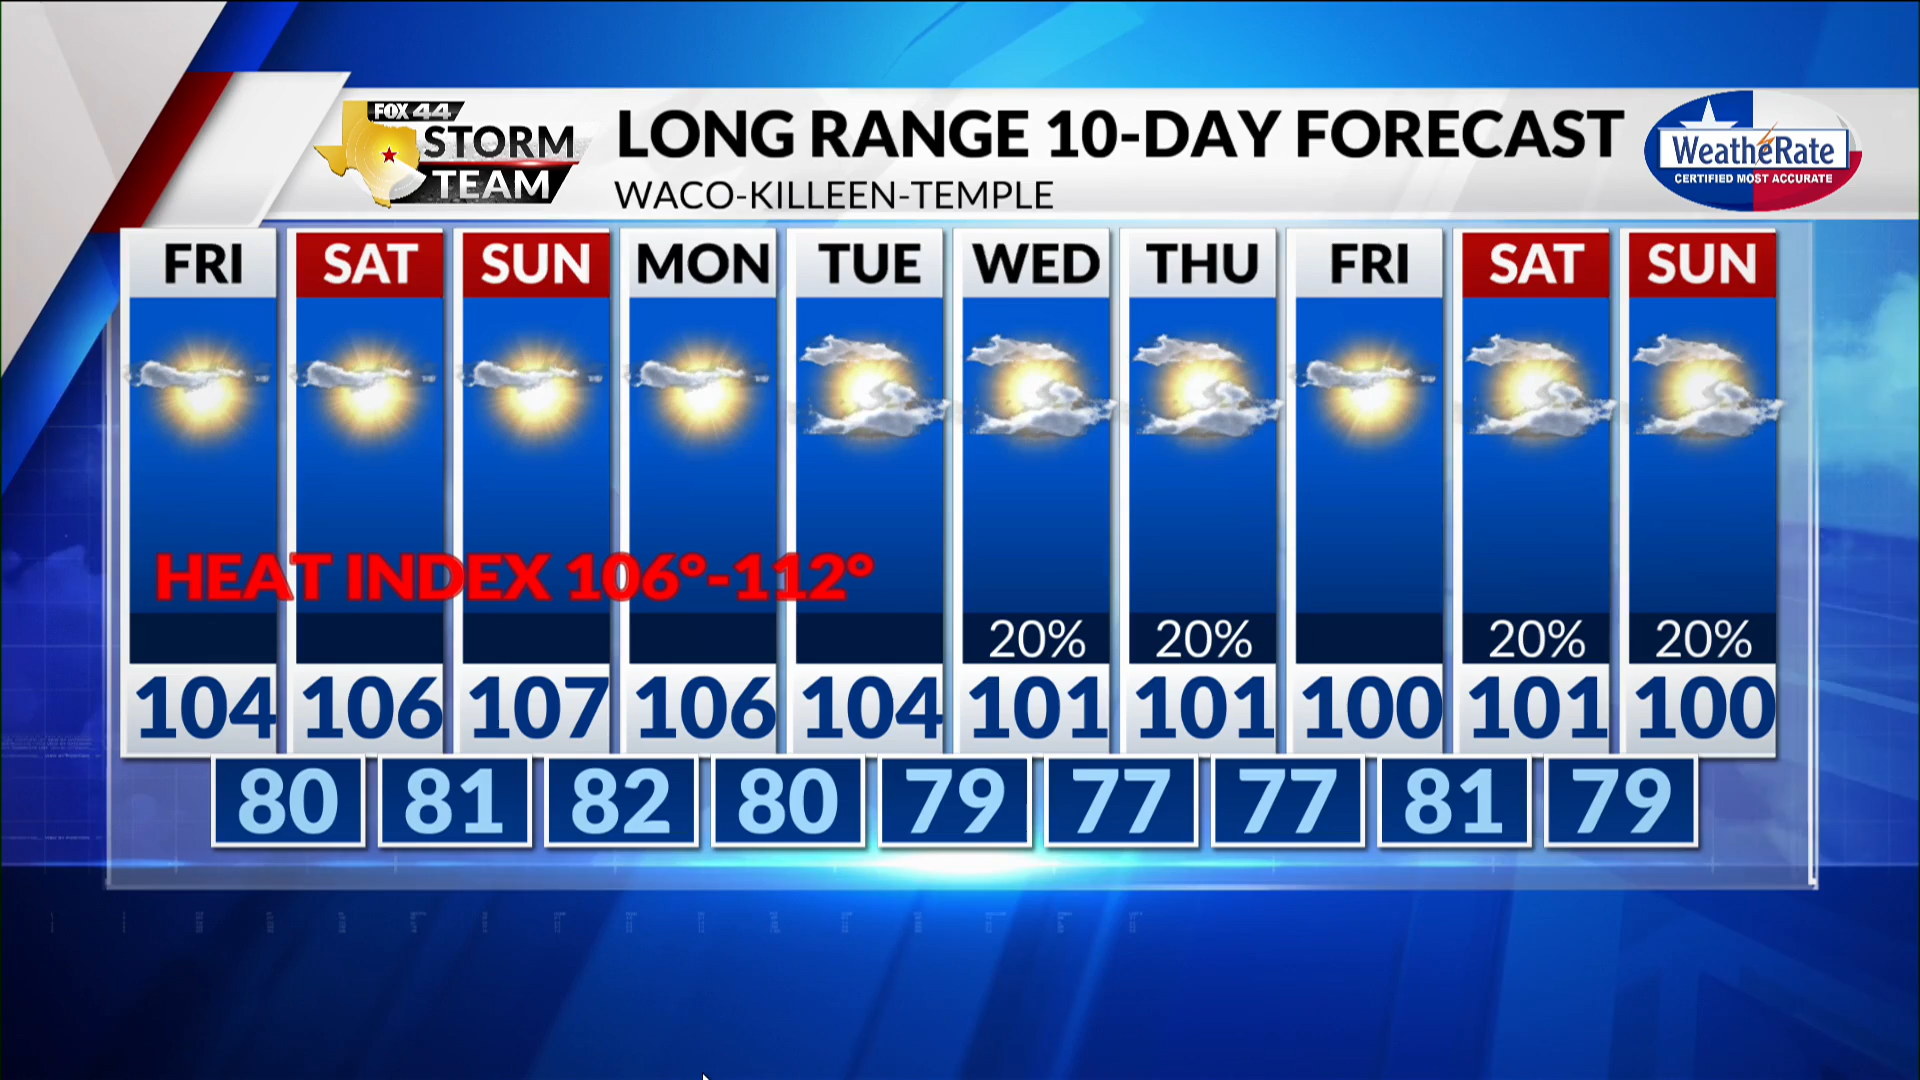 FOX 44
STORM
TEAM
LONG RANGE 10-DAY FORECAST
WACO-KILLEEN-TEMPLE
WeatheRate
CERTIFIED MOST ACCURATE
FRI SAT SUN MON TUE WED THU FRI SAT SUN
HEAT INDEX 106°-112°
20% 20% 20% 20%
104 106 107 106 104 101 101 100 101 100
80 81 82 80 79 77 77 81 79